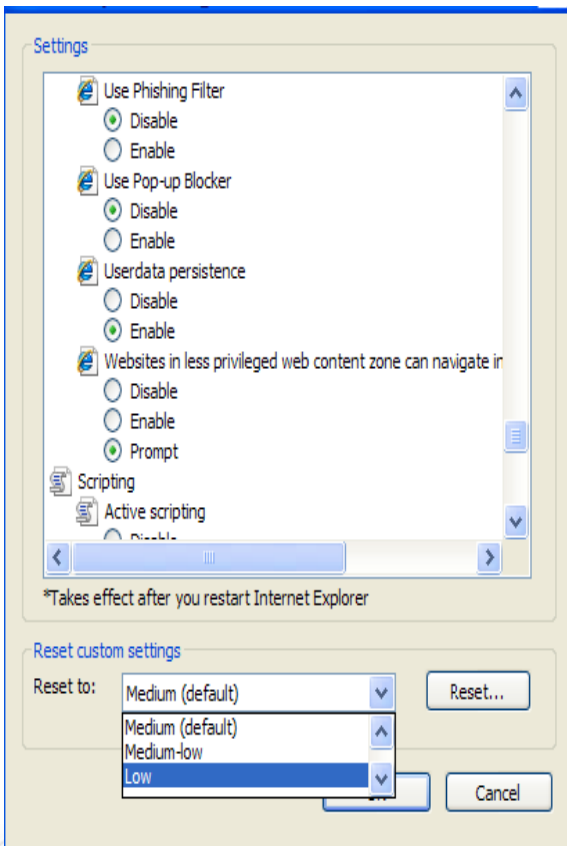 Settings
Use Phishing Filter
Disable
Enable
Use Pop-up Blocker
Disable
Enable
Userdata persistence
Disable
Enable
Websites in less privileged web content zone can navigate in
Disable
Enable
Prompt
Scripting
Active scripting
*Takes effect after you restart Internet Explorer
Reset custom settings
Reset to: Medium (default) Reset...
Medium (default)
Medium-low
Low
Cancel